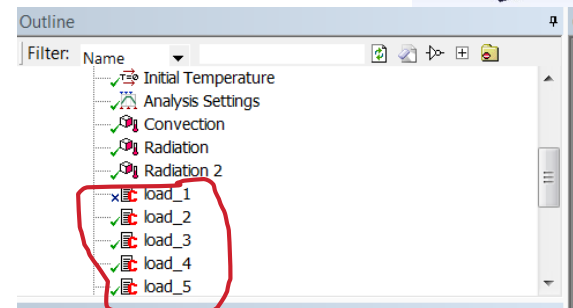 Outline
Filter: Name
Initial Temperature
Analysis Settings
Convection
Radiation
Radiation 2
load_1
load_2
load_3
load_4
load_5